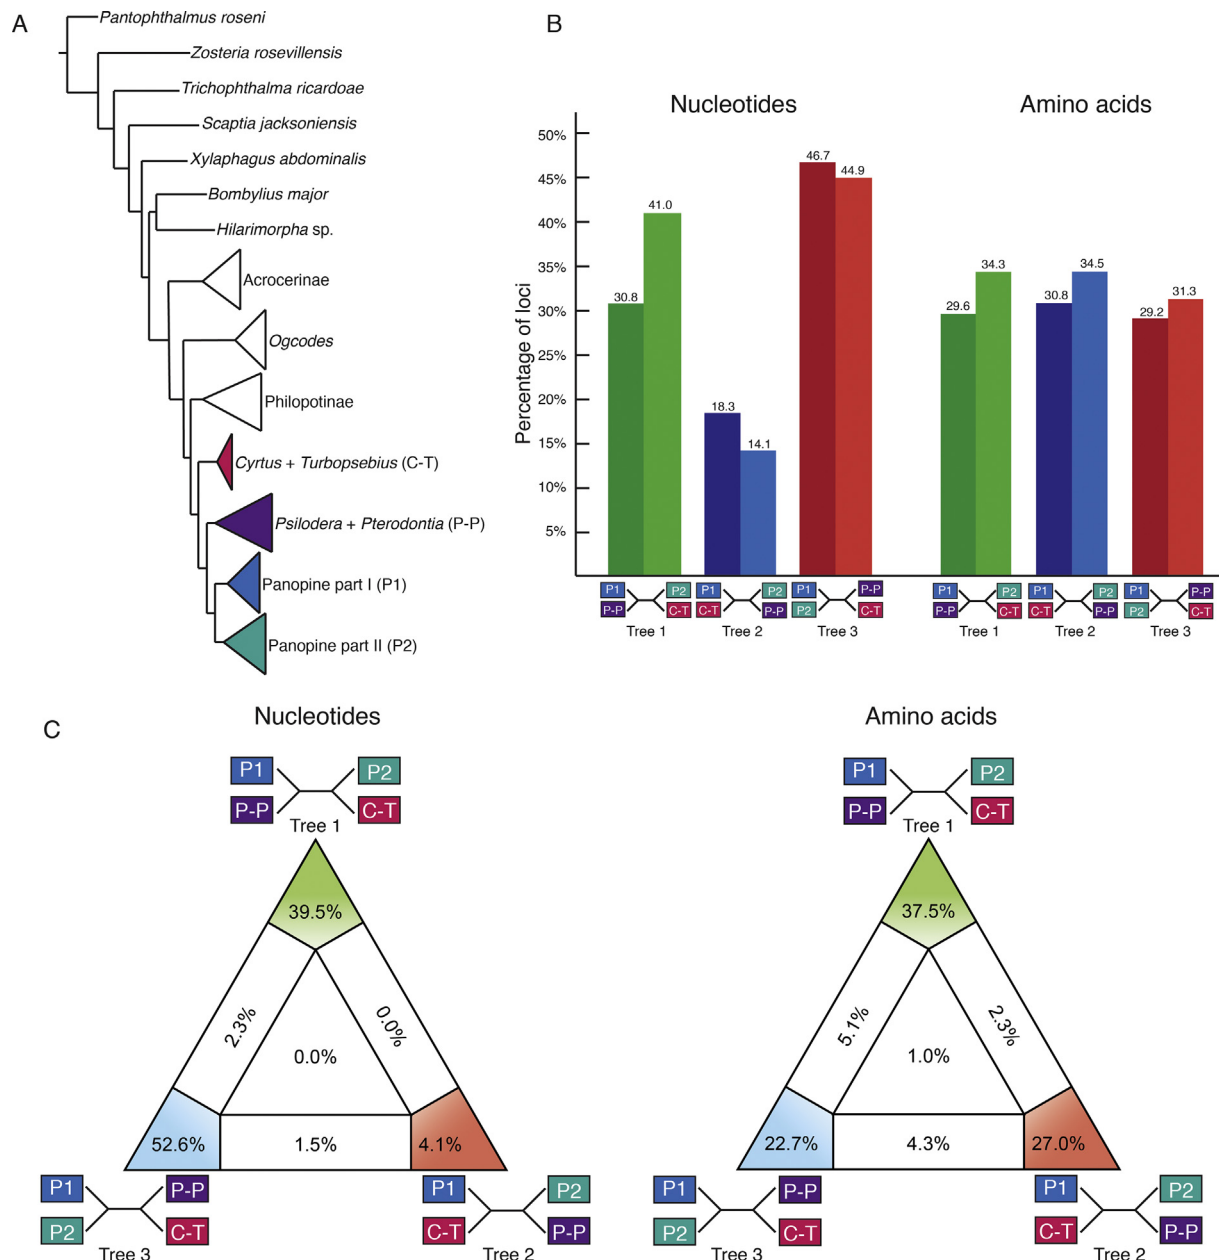 A
Pantophthalmus roseni
Zosteria rosevillensis
Trichophthalma ricardoae
Scaptia jacksoniensis
Xylaphagus abdominalis
Bombylius major
Hilarimorpha sp.
Acrocerinae
Ogcodes
Philopotinae
Cyrtus + Turbopsebius (C-T)
Psilodera + Pterodontia (P-P)
Panopine part I (P1)
Panopine part II (P2)
B
Nucleotides
Amino acids
Percentage of loci
50%
45%
40%
35%
30%
25%
20%
15%
10%
5%
30.8
41.0
18.3
14.1
46.7
44.9
29.6
34.3
30.8
34.5
29.2
31.3
P1 P2
P-P C-T
Tree 1
P1 P2
C-T P-P
Tree 2
P1 P-P
P2 C-T
Tree 3
P1 P2
P-P C-T
Tree 1
P1 P2
C-T P-P
Tree 2
P1 P-P
P2 C-T
Tree 3
C
Nucleotides
P1 P2
P-P C-T
Tree 1
39.5%
2.3%
0.0%
0.0%
52.6%
1.5%
4.1%
P1 P-P
P2 C-T
Tree 3
P1 P2
C-T P-P
Tree 2
Amino acids
P1 P2
P-P C-T
Tree 1
37.5%
5.1%
2.3%
1.0%
22.7%
4.3%
27.0%
P1 P-P
P2 C-T
Tree 3
P1 P2
C-T P-P
Tree 2